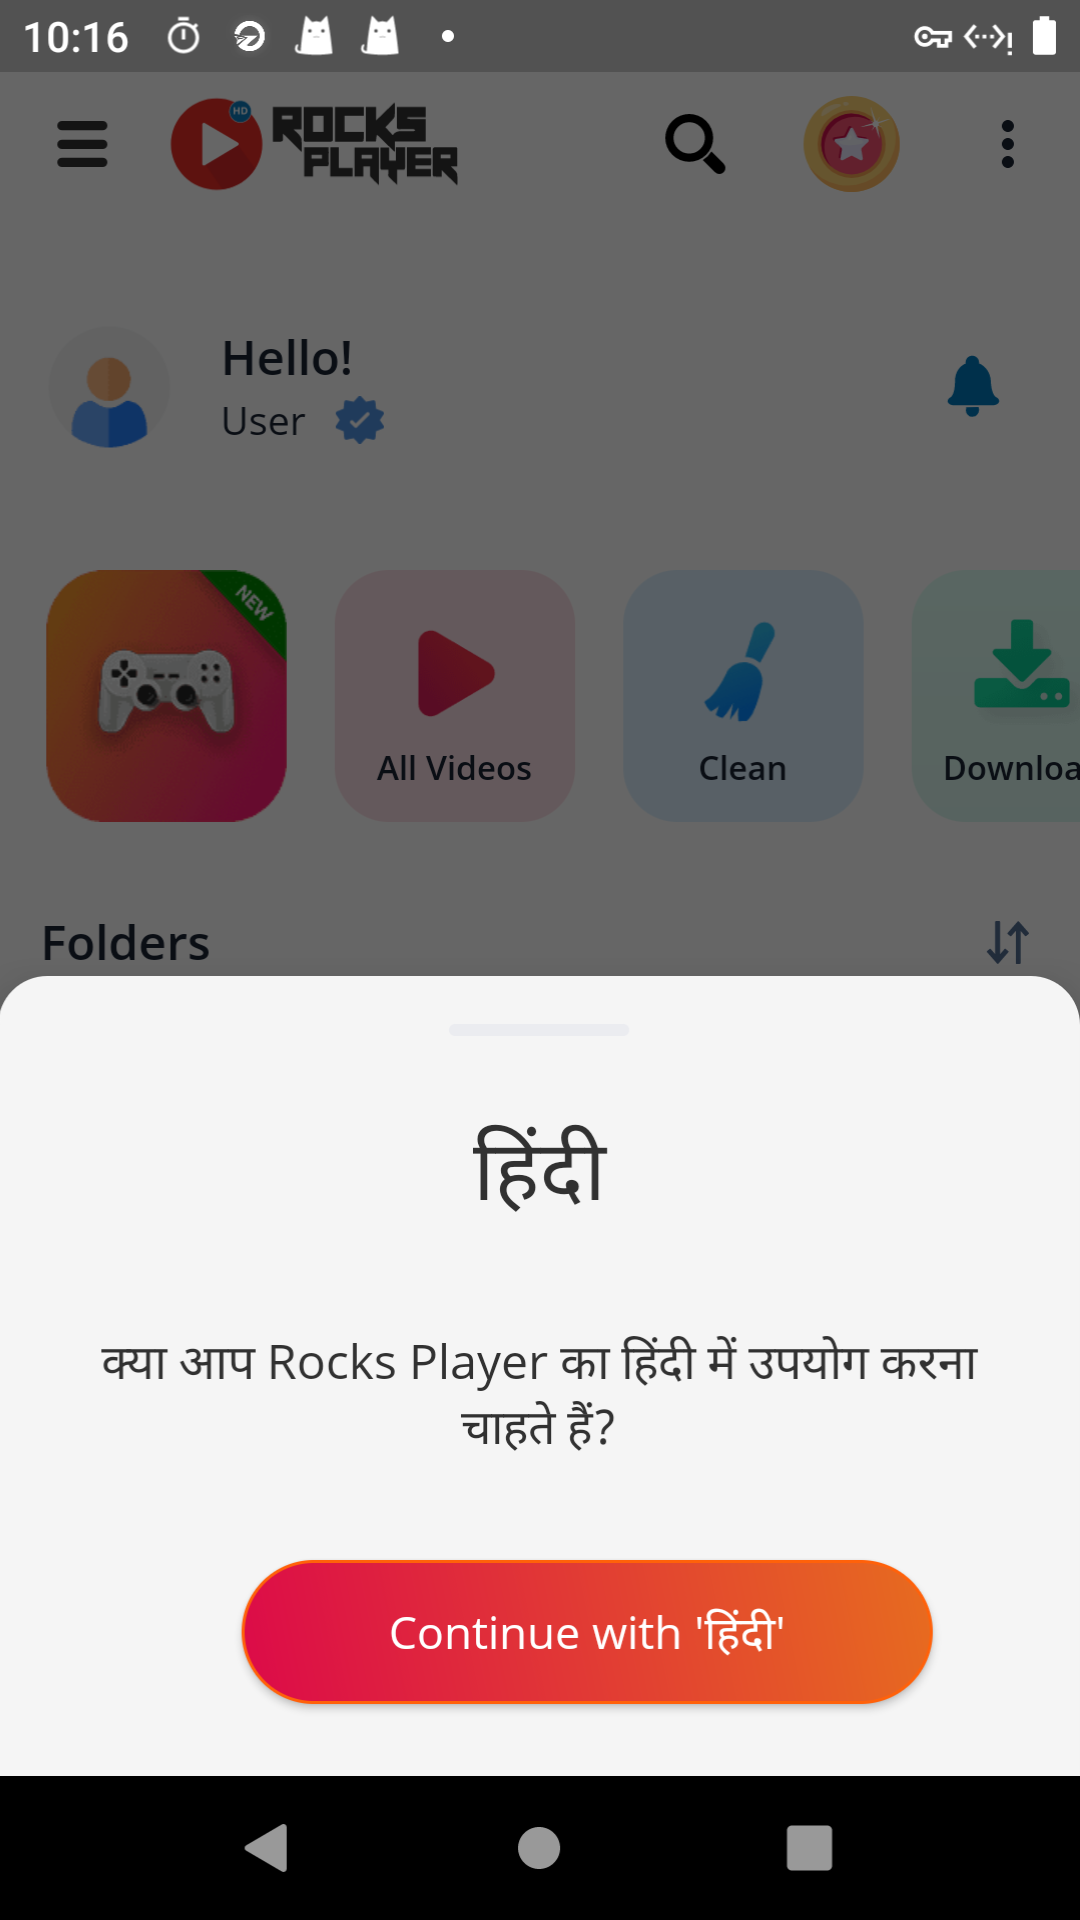 10:16
HD
ROCKS
PLAYER
Hello!
User
NEW
All Videos
Clean
Downloa
Folders
हिंदी
क्या आप Rocks Player का हिंदी में उपयोग करना
चाहते हैं?
Continue with 'हिंदी'